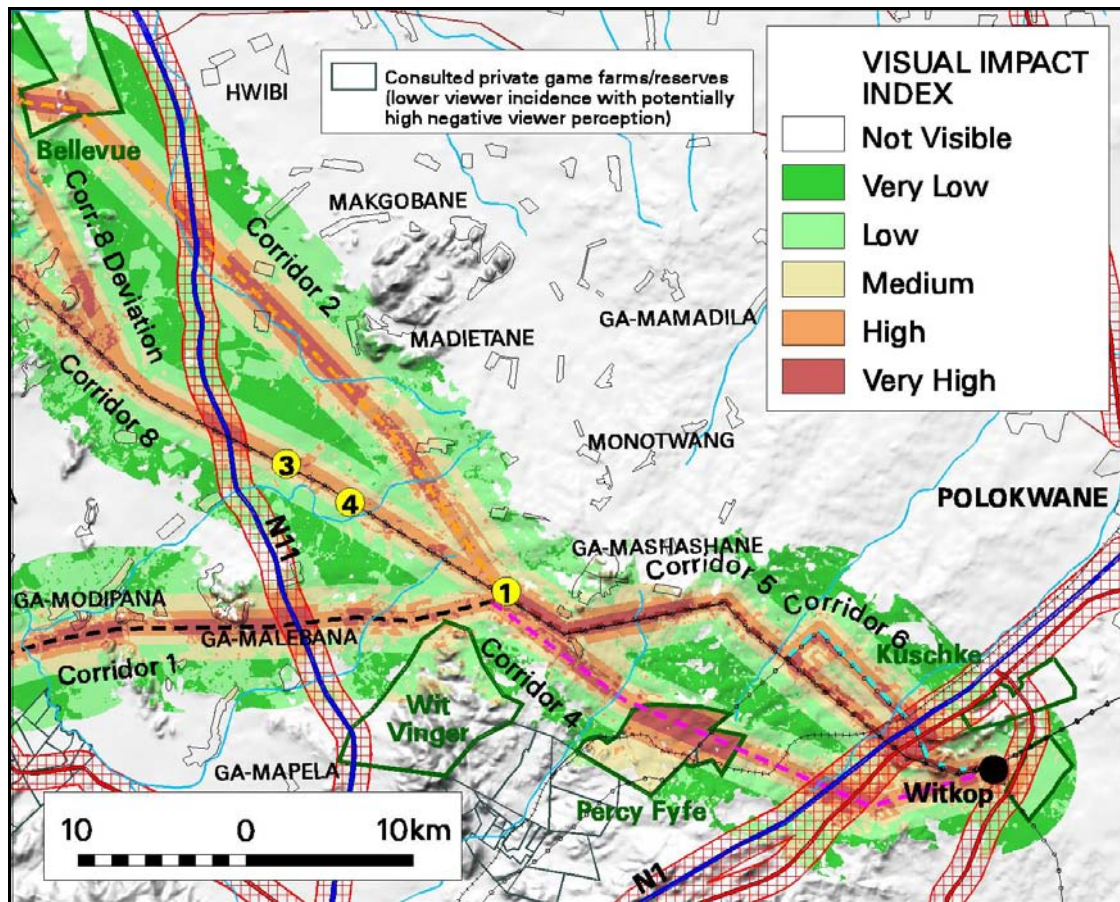 VISUAL IMPACT
INDEX
Not Visible
Very Low
Low
Medium
High
Very High
Consulted private game farms/reserves
(lower viewer incidence with potentially
high negative viewer perception)
HWIBI
Bellevue
Corr. 8 Deviation
MAKGOBANE
Corridor 2
MADIETANE
GA-MAMADILA
Corridor 8
MONOTWANG
3
4
POLOKWANE
N11
GA-MASHASHANE
Corridor 5
1
GA-MODIPANA
GA-MALEBANA
Corridor 6
Kuschke
Corridor 1
Corridor 4
Wit
Vinger
GA-MAPELA
Witkop
Percy Fyfe
10 0 10km
N1